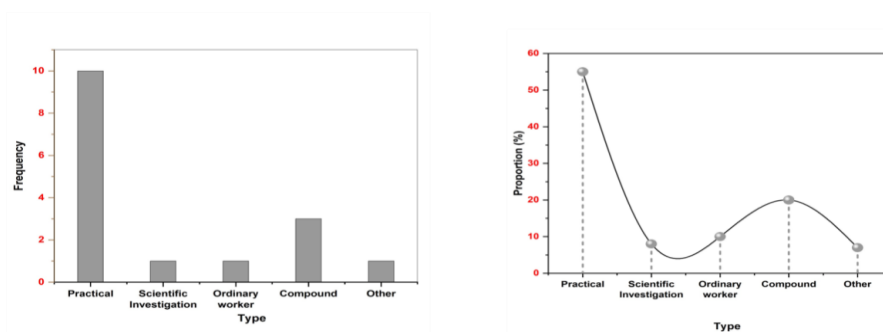 10
8
6
4
2
0
Frequency
Practical
Scientific
Investigation
Ordinary
worker
Compound
Other
Type
60
50
40
30
20
10
0
Proportion (%)
Practical
Scientific
Investigation
Ordinary
worker
Compound
Other
Type